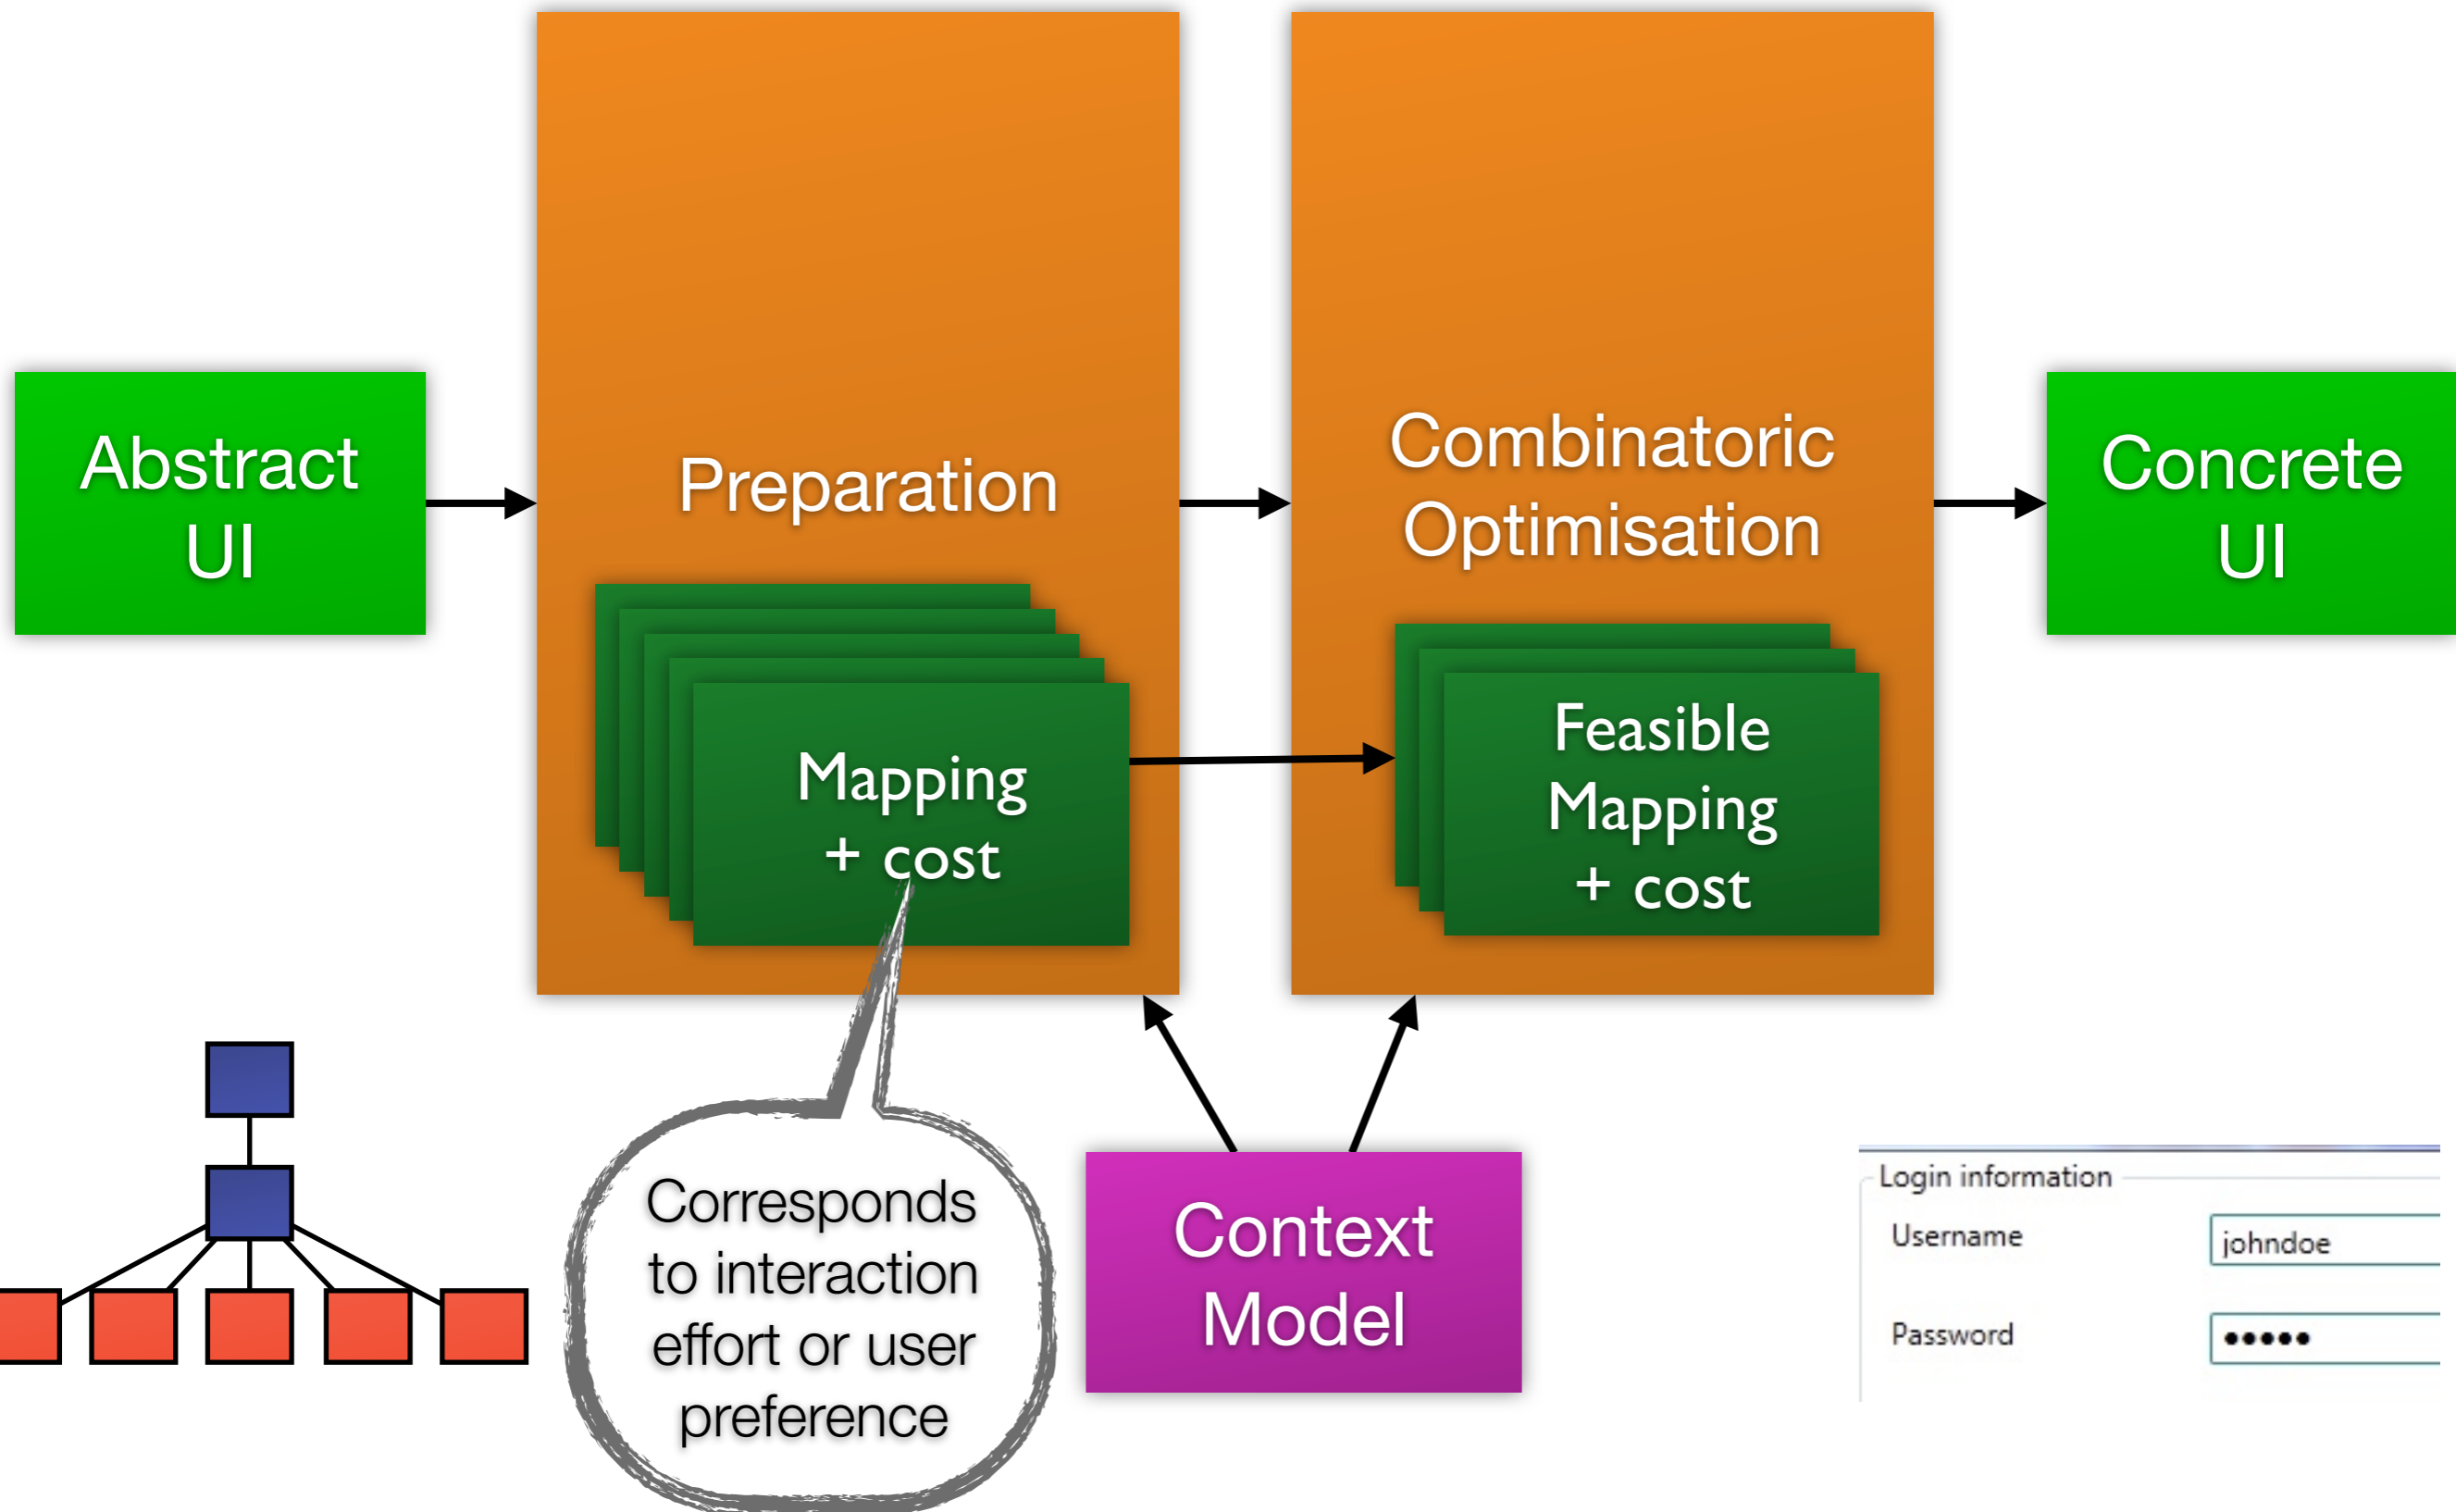 Abstract
UI
Preparation
Combinatoric
Optimisation
Concrete
UI
Mapping
+ cost
Feasible
Mapping
+ cost
Corresponds
to interaction
effort or user
preference
Context
Model
Login information
Username
johndoe
Password
•••••